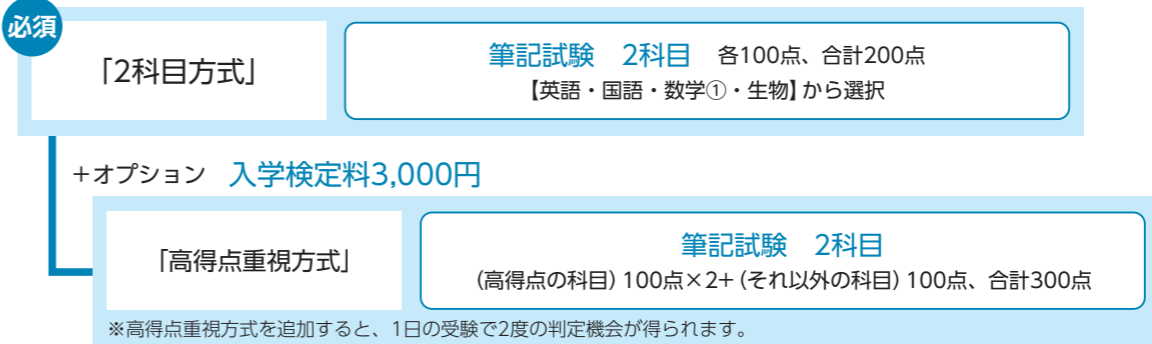 必須
「2科目方式」
筆記試験　2科目　各100点、合計200点
【英語・国語・数学①・生物】から選択
＋オプション　入学検定料3,000円
「高得点重視方式」
筆記試験　2科目
（高得点の科目）100点×2＋（それ以外の科目）100点、合計300点
※高得点重視方式を追加すると、1日の受験で2度の判定機会が得られます。